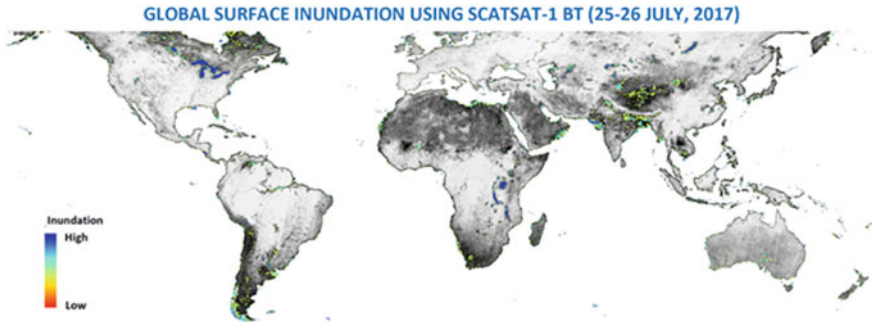 GLOBAL SURFACE INUNDATION USING SCATSAT-1 BT (25-26 JULY, 2017)
Inundation
High
Low